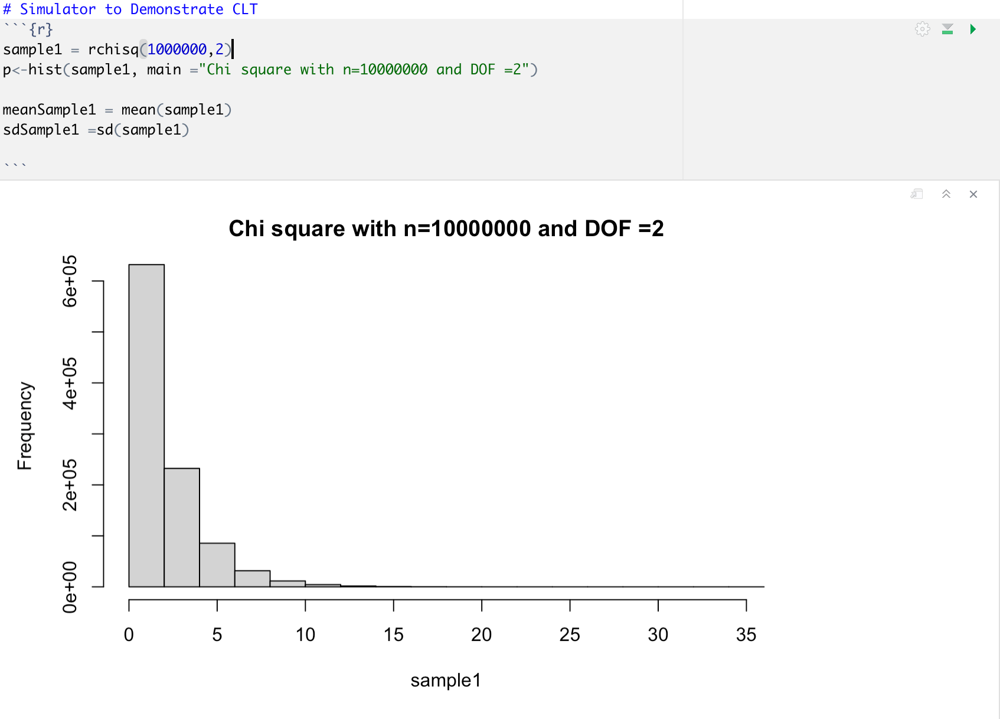 # Simulator to Demonstrate CLT
```{r}
sample1 = rchisq(1000000,2)
p<-hist(sample1, main ="Chi square with n=10000000 and DOF =2")
meanSample1 = mean(sample1)
sdSample1 =sd(sample1)
```
Chi square with n=10000000 and DOF =2
6e+05
4e+05
2e+05
0e+00
Frequency
0 5 10 15 20 25 30 35
sample1